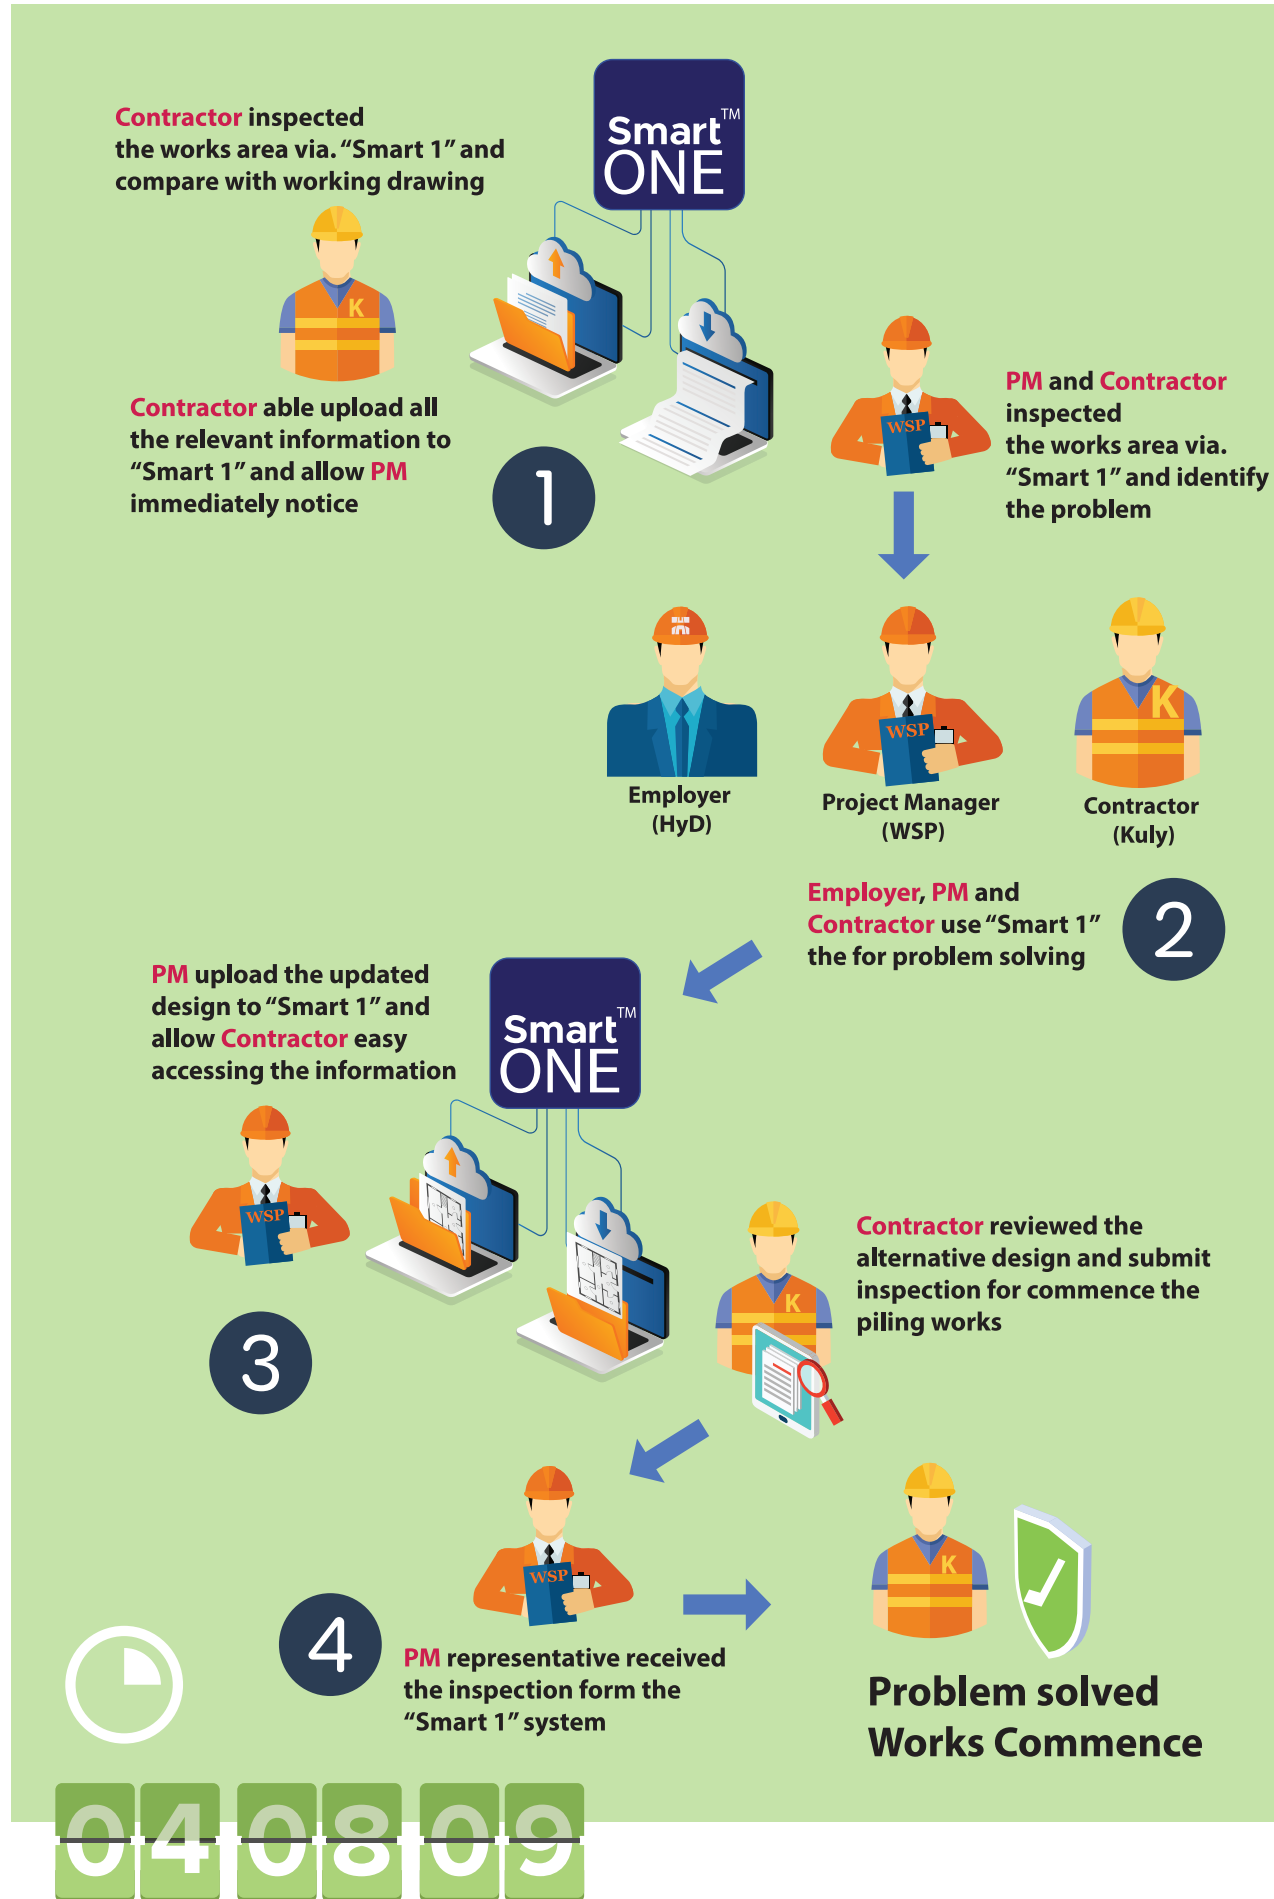 Contractor inspected
the works area via. “Smart 1” and
compare with working drawing
Smart™
ONE
K
Contractor able upload all
the relevant information to
“Smart 1” and allow PM
immediately notice
1
WSP
PM and Contractor
inspected
the works area via.
“Smart 1” and identify
the problem
WSP
K
Employer
(HyD)
Project Manager
(WSP)
Contractor
(Kuly)
Employer, PM and
Contractor use “Smart 1”
the for problem solving
2
PM upload the updated
design to “Smart 1” and
allow Contractor easy
accessing the information
Smart™
ONE
WSP
3
K
Contractor reviewed the
alternative design and submit
inspection for commence the
piling works
WSP
4
PM representative received
the inspection form the
“Smart 1” system
K
Problem solved
Works Commence
04 08 09